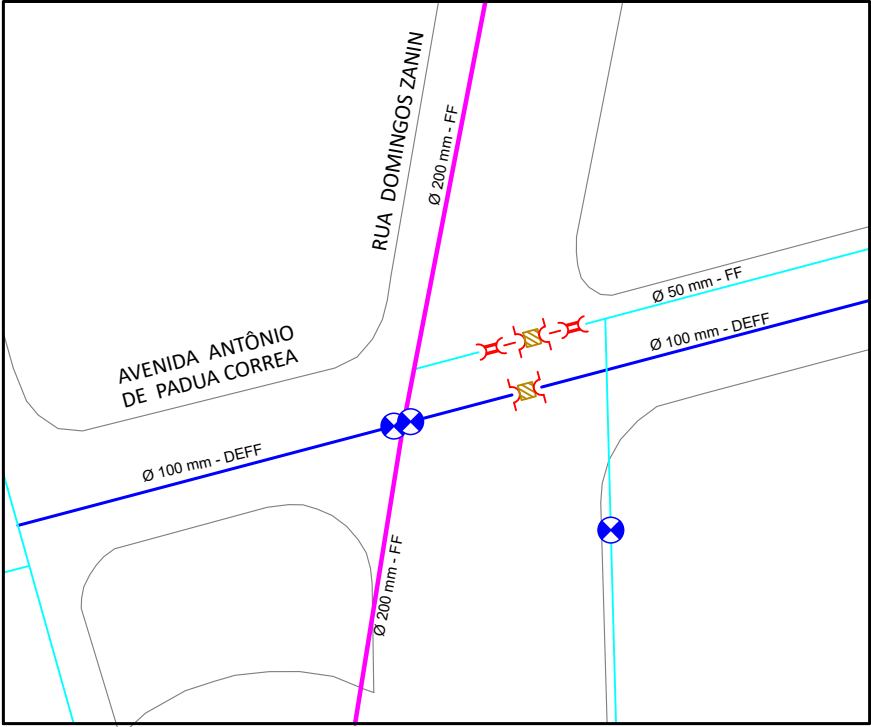 RUA DOMINGOS ZANIN
Ø 200 mm - FF
Ø 50 mm - FF
Ø 100 mm - DEFF
AVENIDA ANTÔNIO
DE PADUA CORREA
Ø 100 mm - DEFF
Ø 200 mm - FF